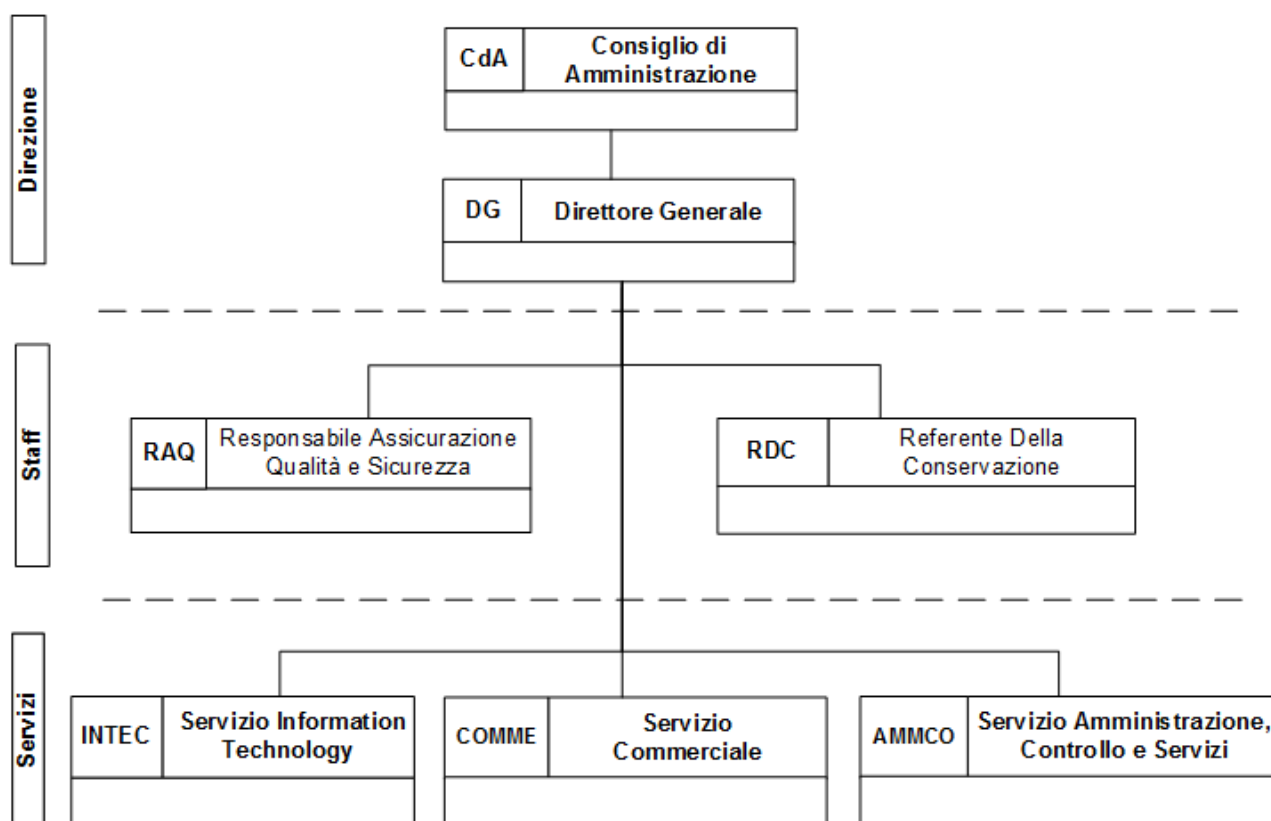 Direzione
CdA
Consiglio di
Amministrazione
DG
Direttore Generale
Staff
RAQ
Responsabile Assicurazione
Qualità e Sicurezza
RDC
Referente Della
Conservazione
Servizi
INTEC
Servizio Information
Technology
COMME
Servizio
Commerciale
AMMCO
Servizio Amministrazione,
Controllo e Servizi